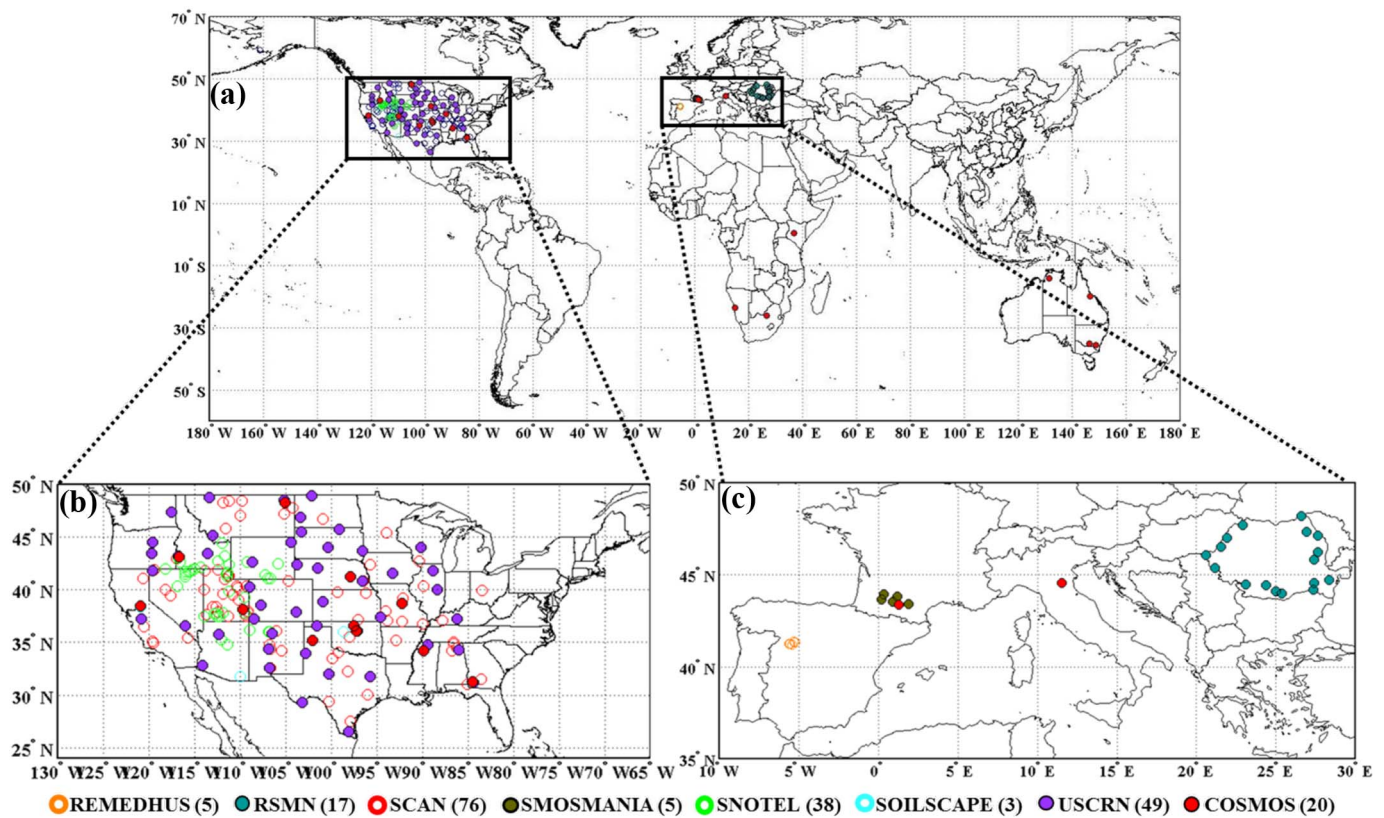 70° N
(a)
50° N
30° N
10° N
10° S
30° S
50° S
180 W 160° W 140° W 120° W 100° W 80° W 60° W 40° W 20° W 0 20° E 40° E 60° E 80° E 100° E 120° E 140° E 160° E 180° E
(b)
50° N
45° N
40° N
35° N
30° N
25° N
130° W 125° W 120° W 115° W 110° W 105° W 100° W 95° W 90° W 85° W 80° W 75° W 70° W 65° W
(c)
50° N
45° N
40° N
35° N
10° W 5° W 0 5° E 10° E 15° E 20° E 25° E 30° E
REMEDHUS (5) RSMN (17) SCAN (76) SMOSMANIA (5) SNOTEL (38) SOILSCAPE (3) USCRN (49) COSMOS (20)